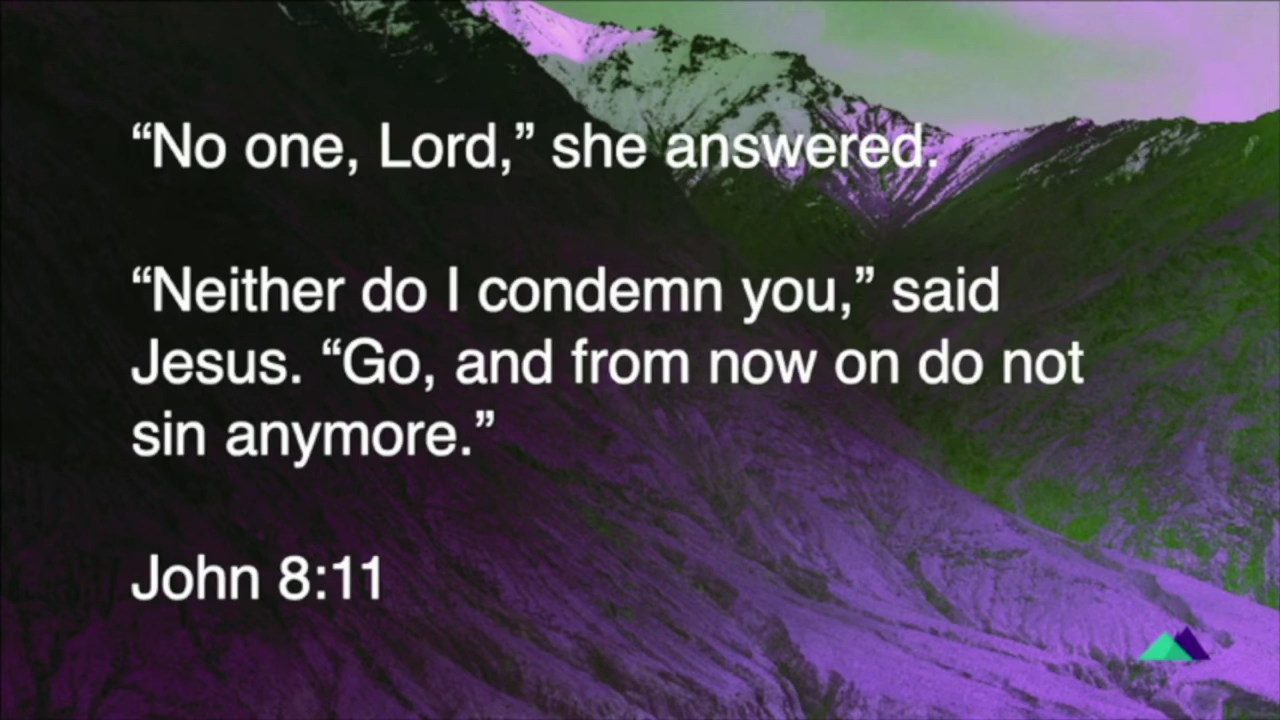 “No one, Lord,” she answered.
“Neither do I condemn you,” said
Jesus. “Go, and from now on do not
sin anymore.”
John 8:11